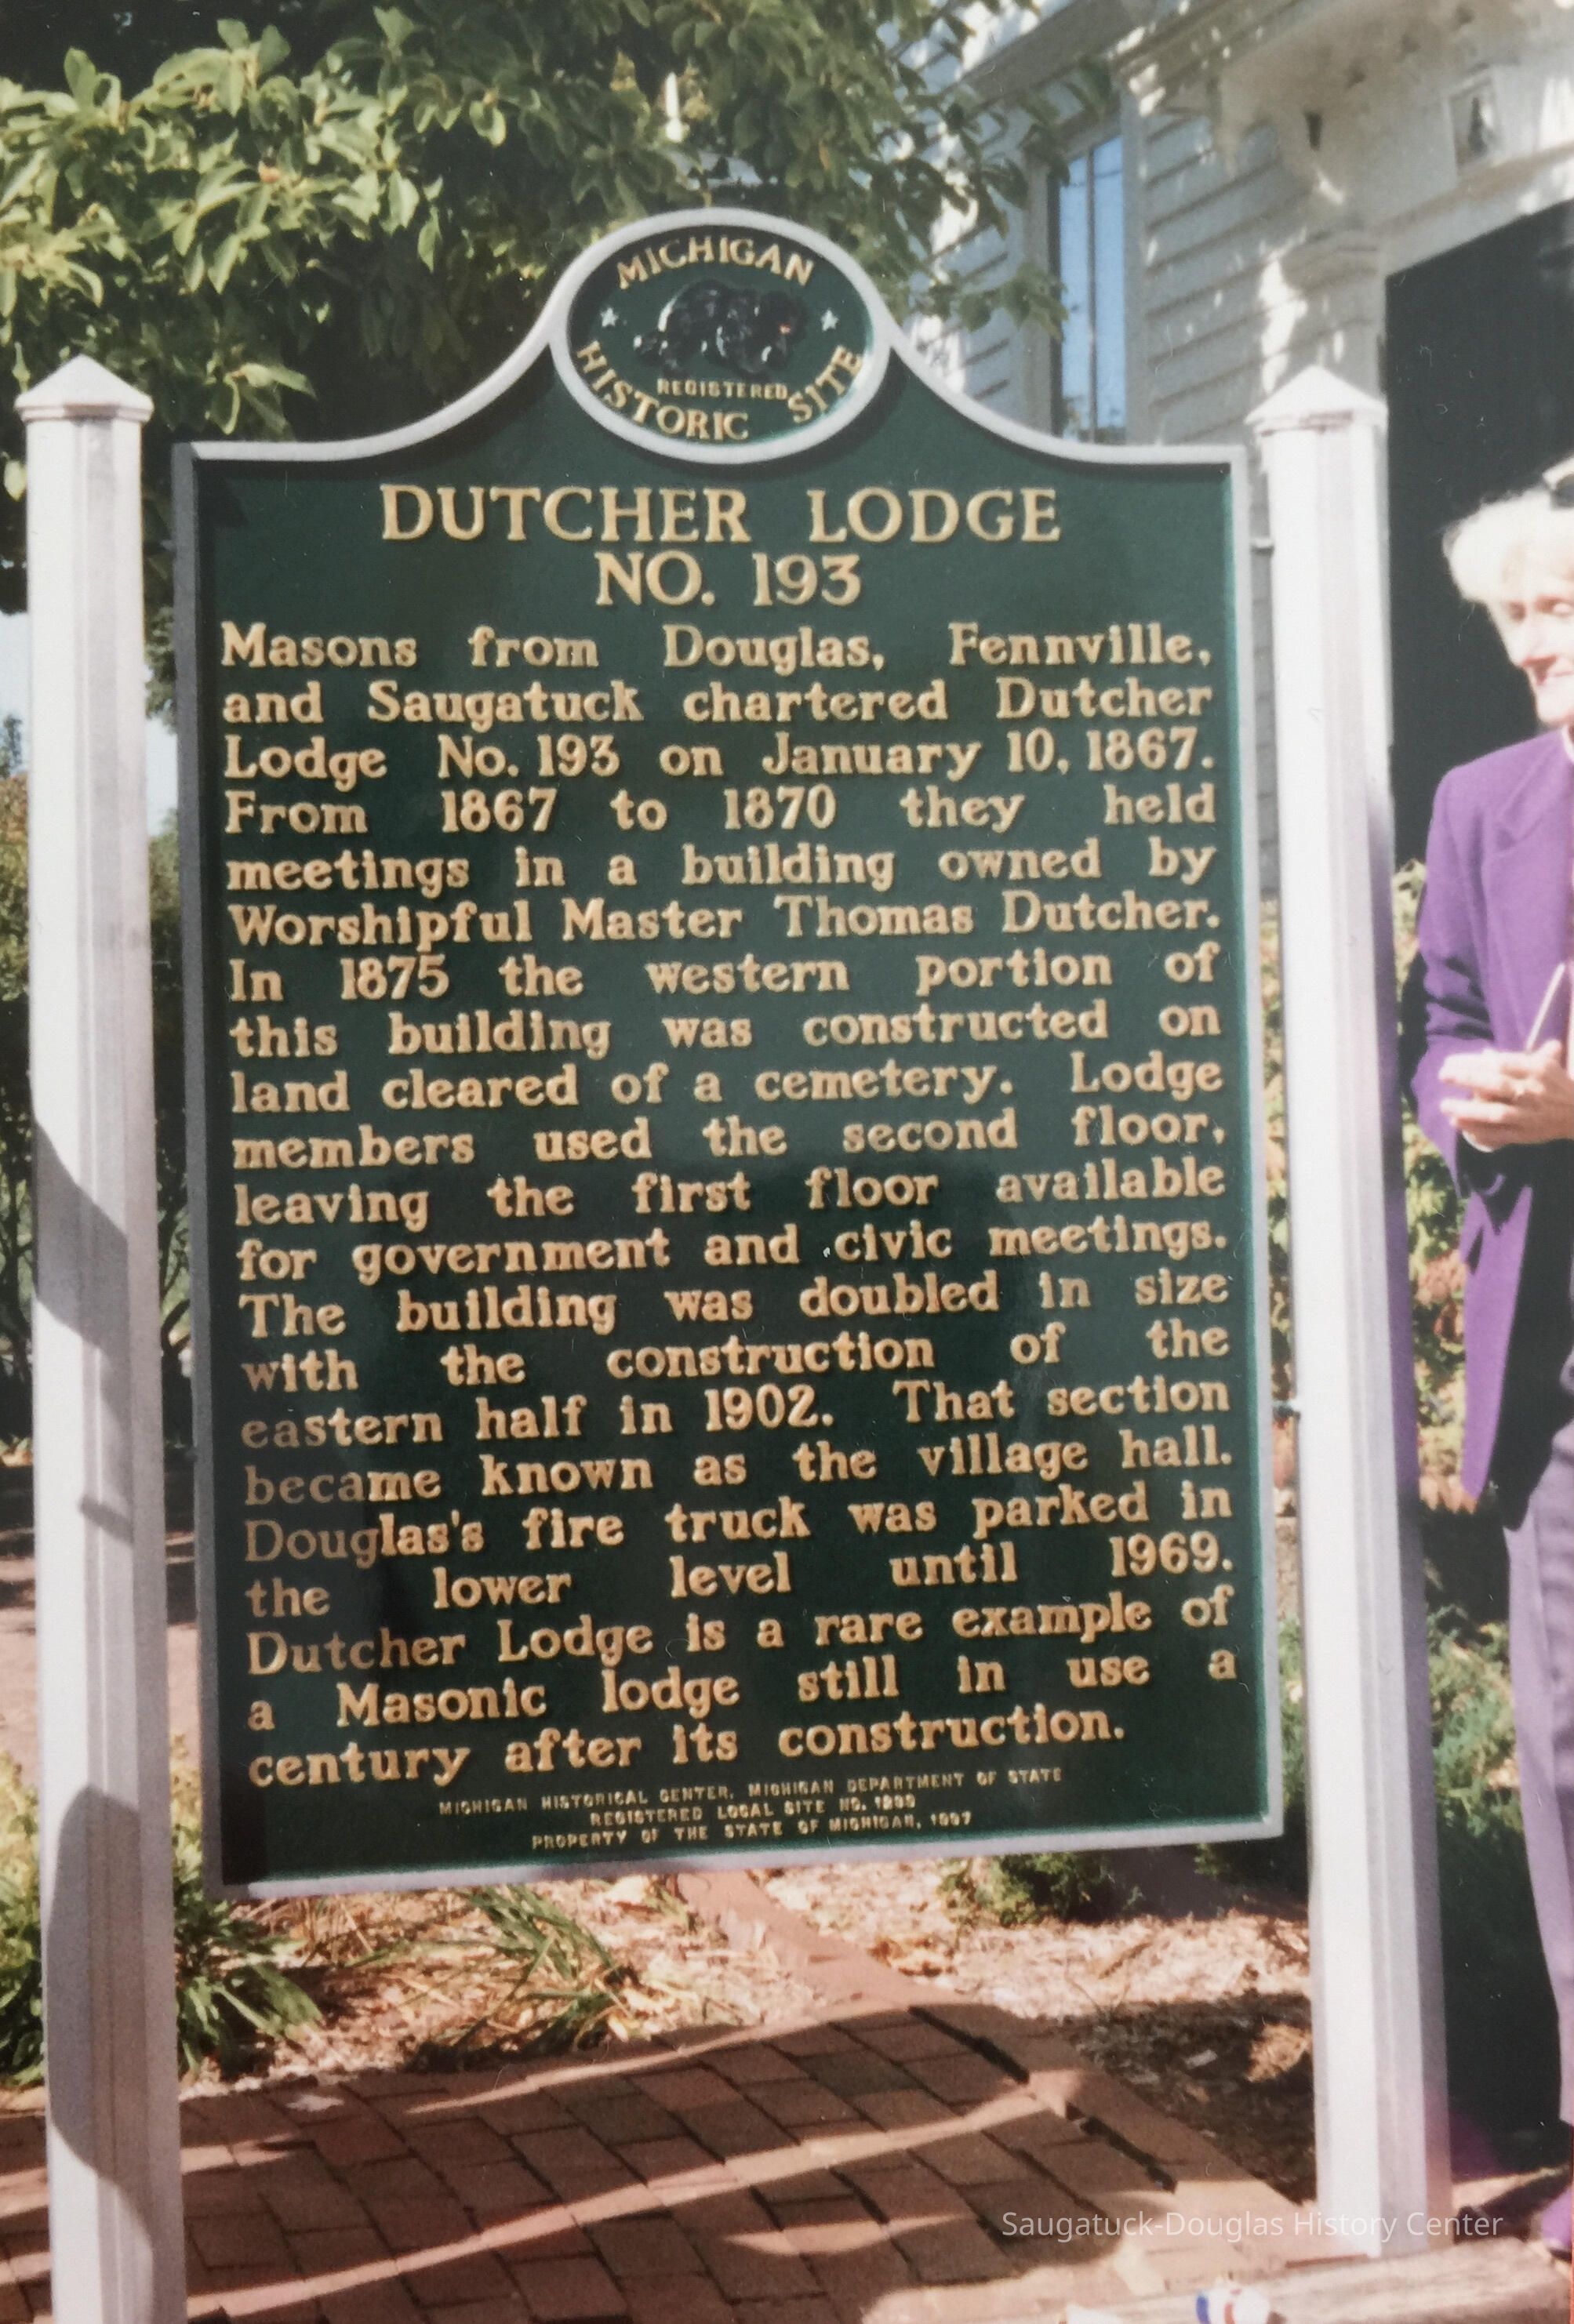 MICHIGAN
REGISTERED
HISTORIC SITE
DUTCHER LODGE
NO. 193
Masons from Douglas, Fennville,
and Saugatuck chartered Dutcher
Lodge No. 193 on January 10, 1867.
From 1867 to 1870 they held
meetings in a building owned by
Worshipful Master Thomas Dutcher.
In 1875 the western portion of
this building was constructed on
land cleared of a cemetery. Lodge
members used the second floor,
leaving the first floor available
for government and civic meetings.
The building was doubled in size
with the construction of the
eastern half in 1902. That section
became known as the village hall.
Douglas's fire truck was parked in
the lower level until 1969.
Dutcher Lodge is a rare example of
a Masonic lodge still in use a
century after its construction.
MICHIGAN HISTORICAL CENTER, MICHIGAN DEPARTMENT OF STATE
REGISTERED LOCAL SITE NO.
PROPERTY OF THE STATE OF MICHIGAN, 1997
Saugatuck-Douglas History Center